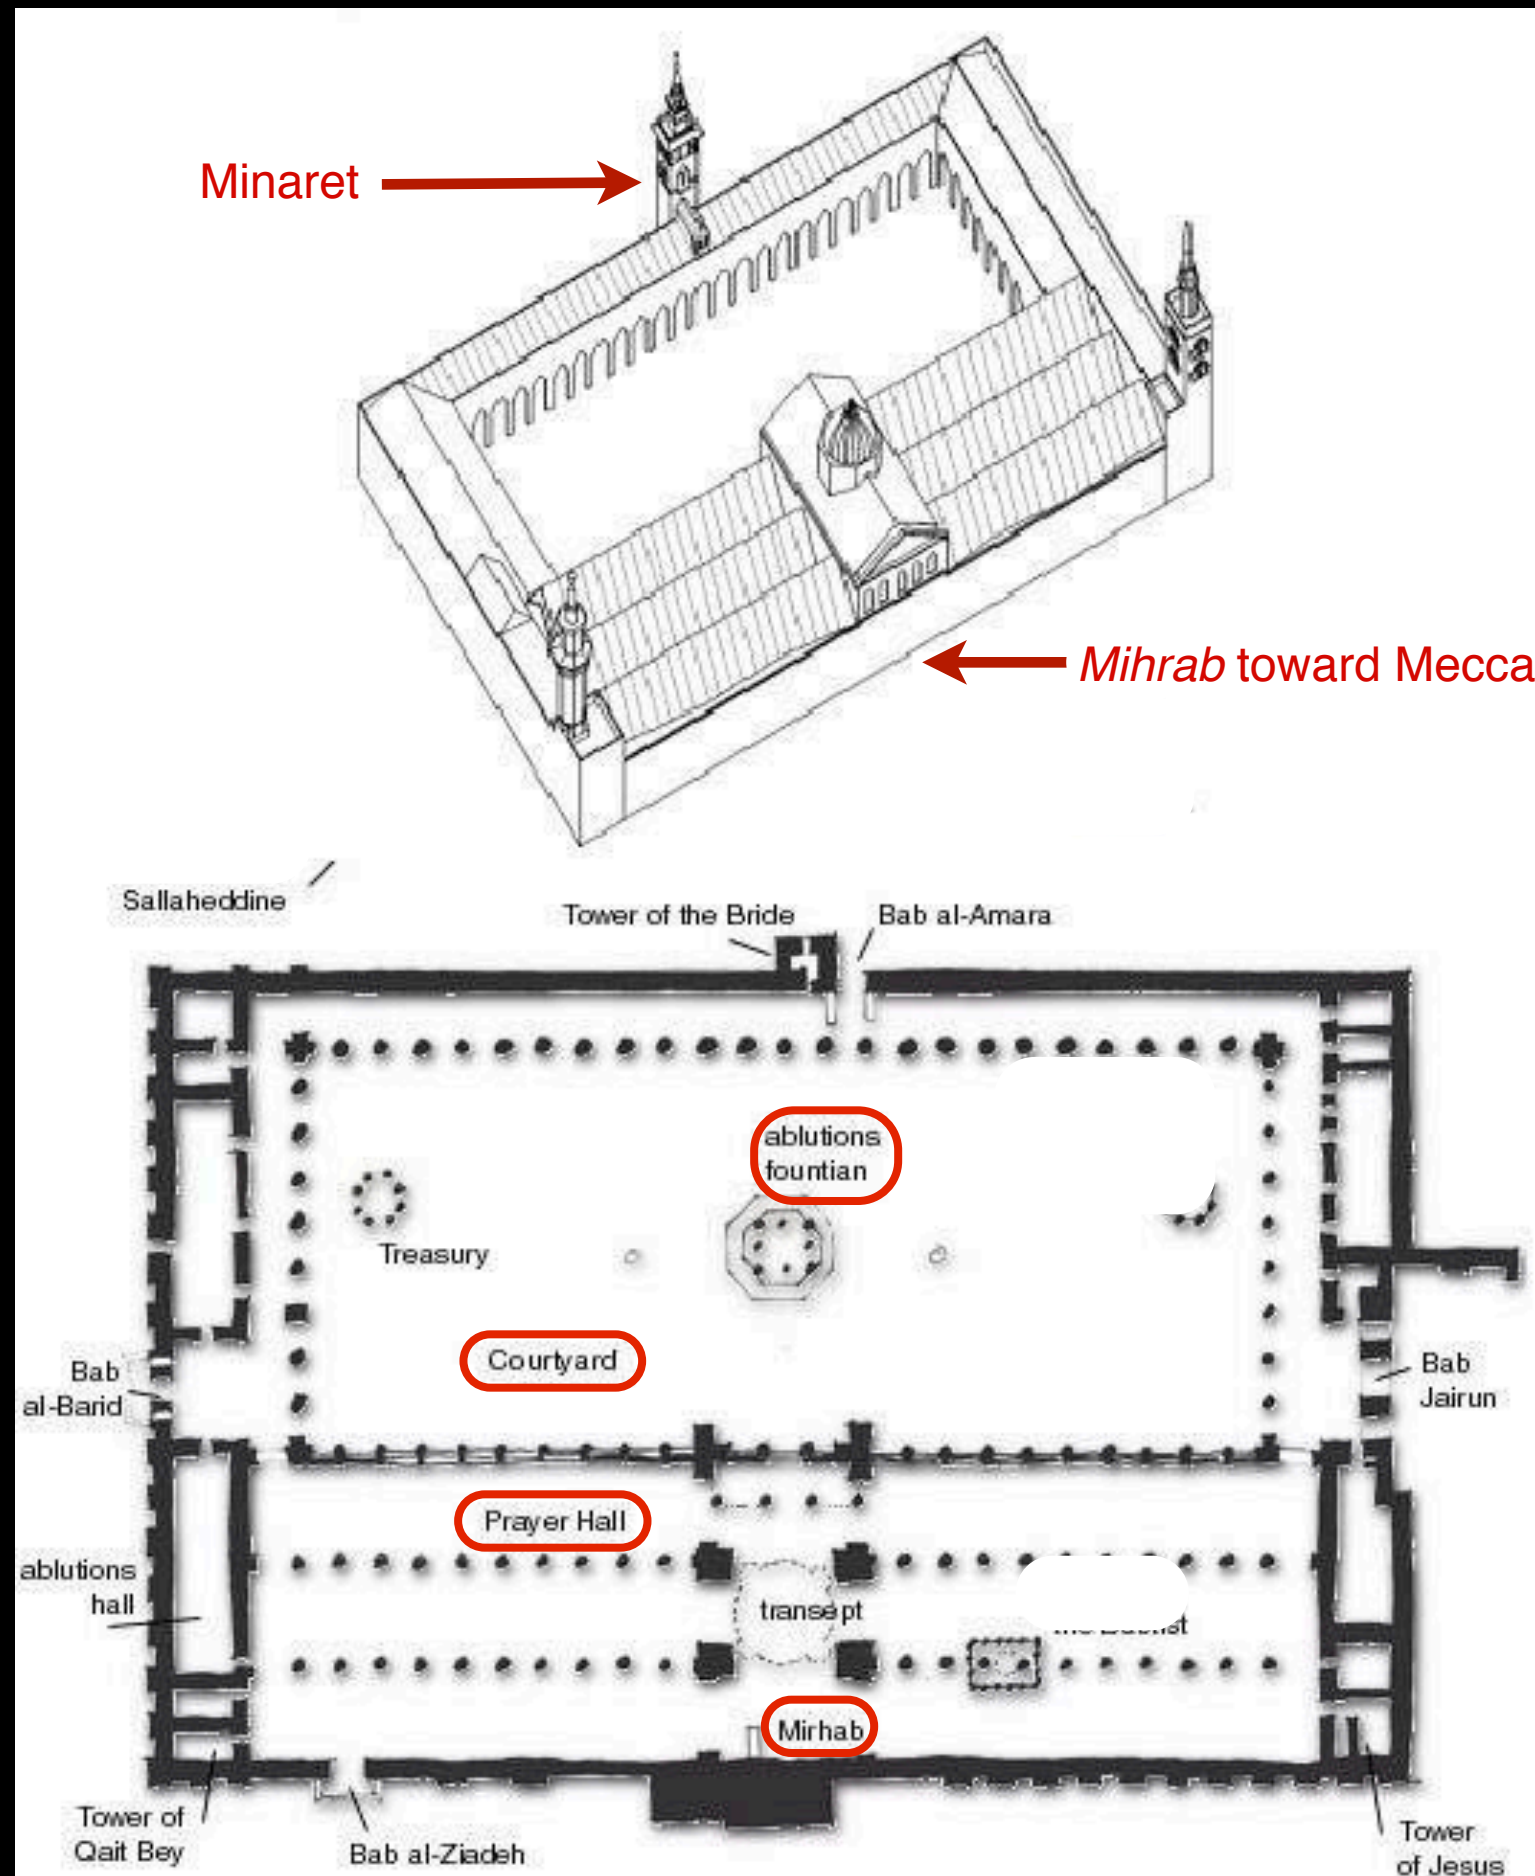 Minaret
Mihrab toward Mecca
Sallaheddine
Tower of the Bride
Bab al-Amara
ablutions
fountian
Treasury
Courtyard
Bab
al-Barid
Bab
Jairun
Prayer Hall
ablutions
hall
transept
Mirhab
Tower of
Qait Bey
Bab al-Ziadeh
Tower
of Jesus